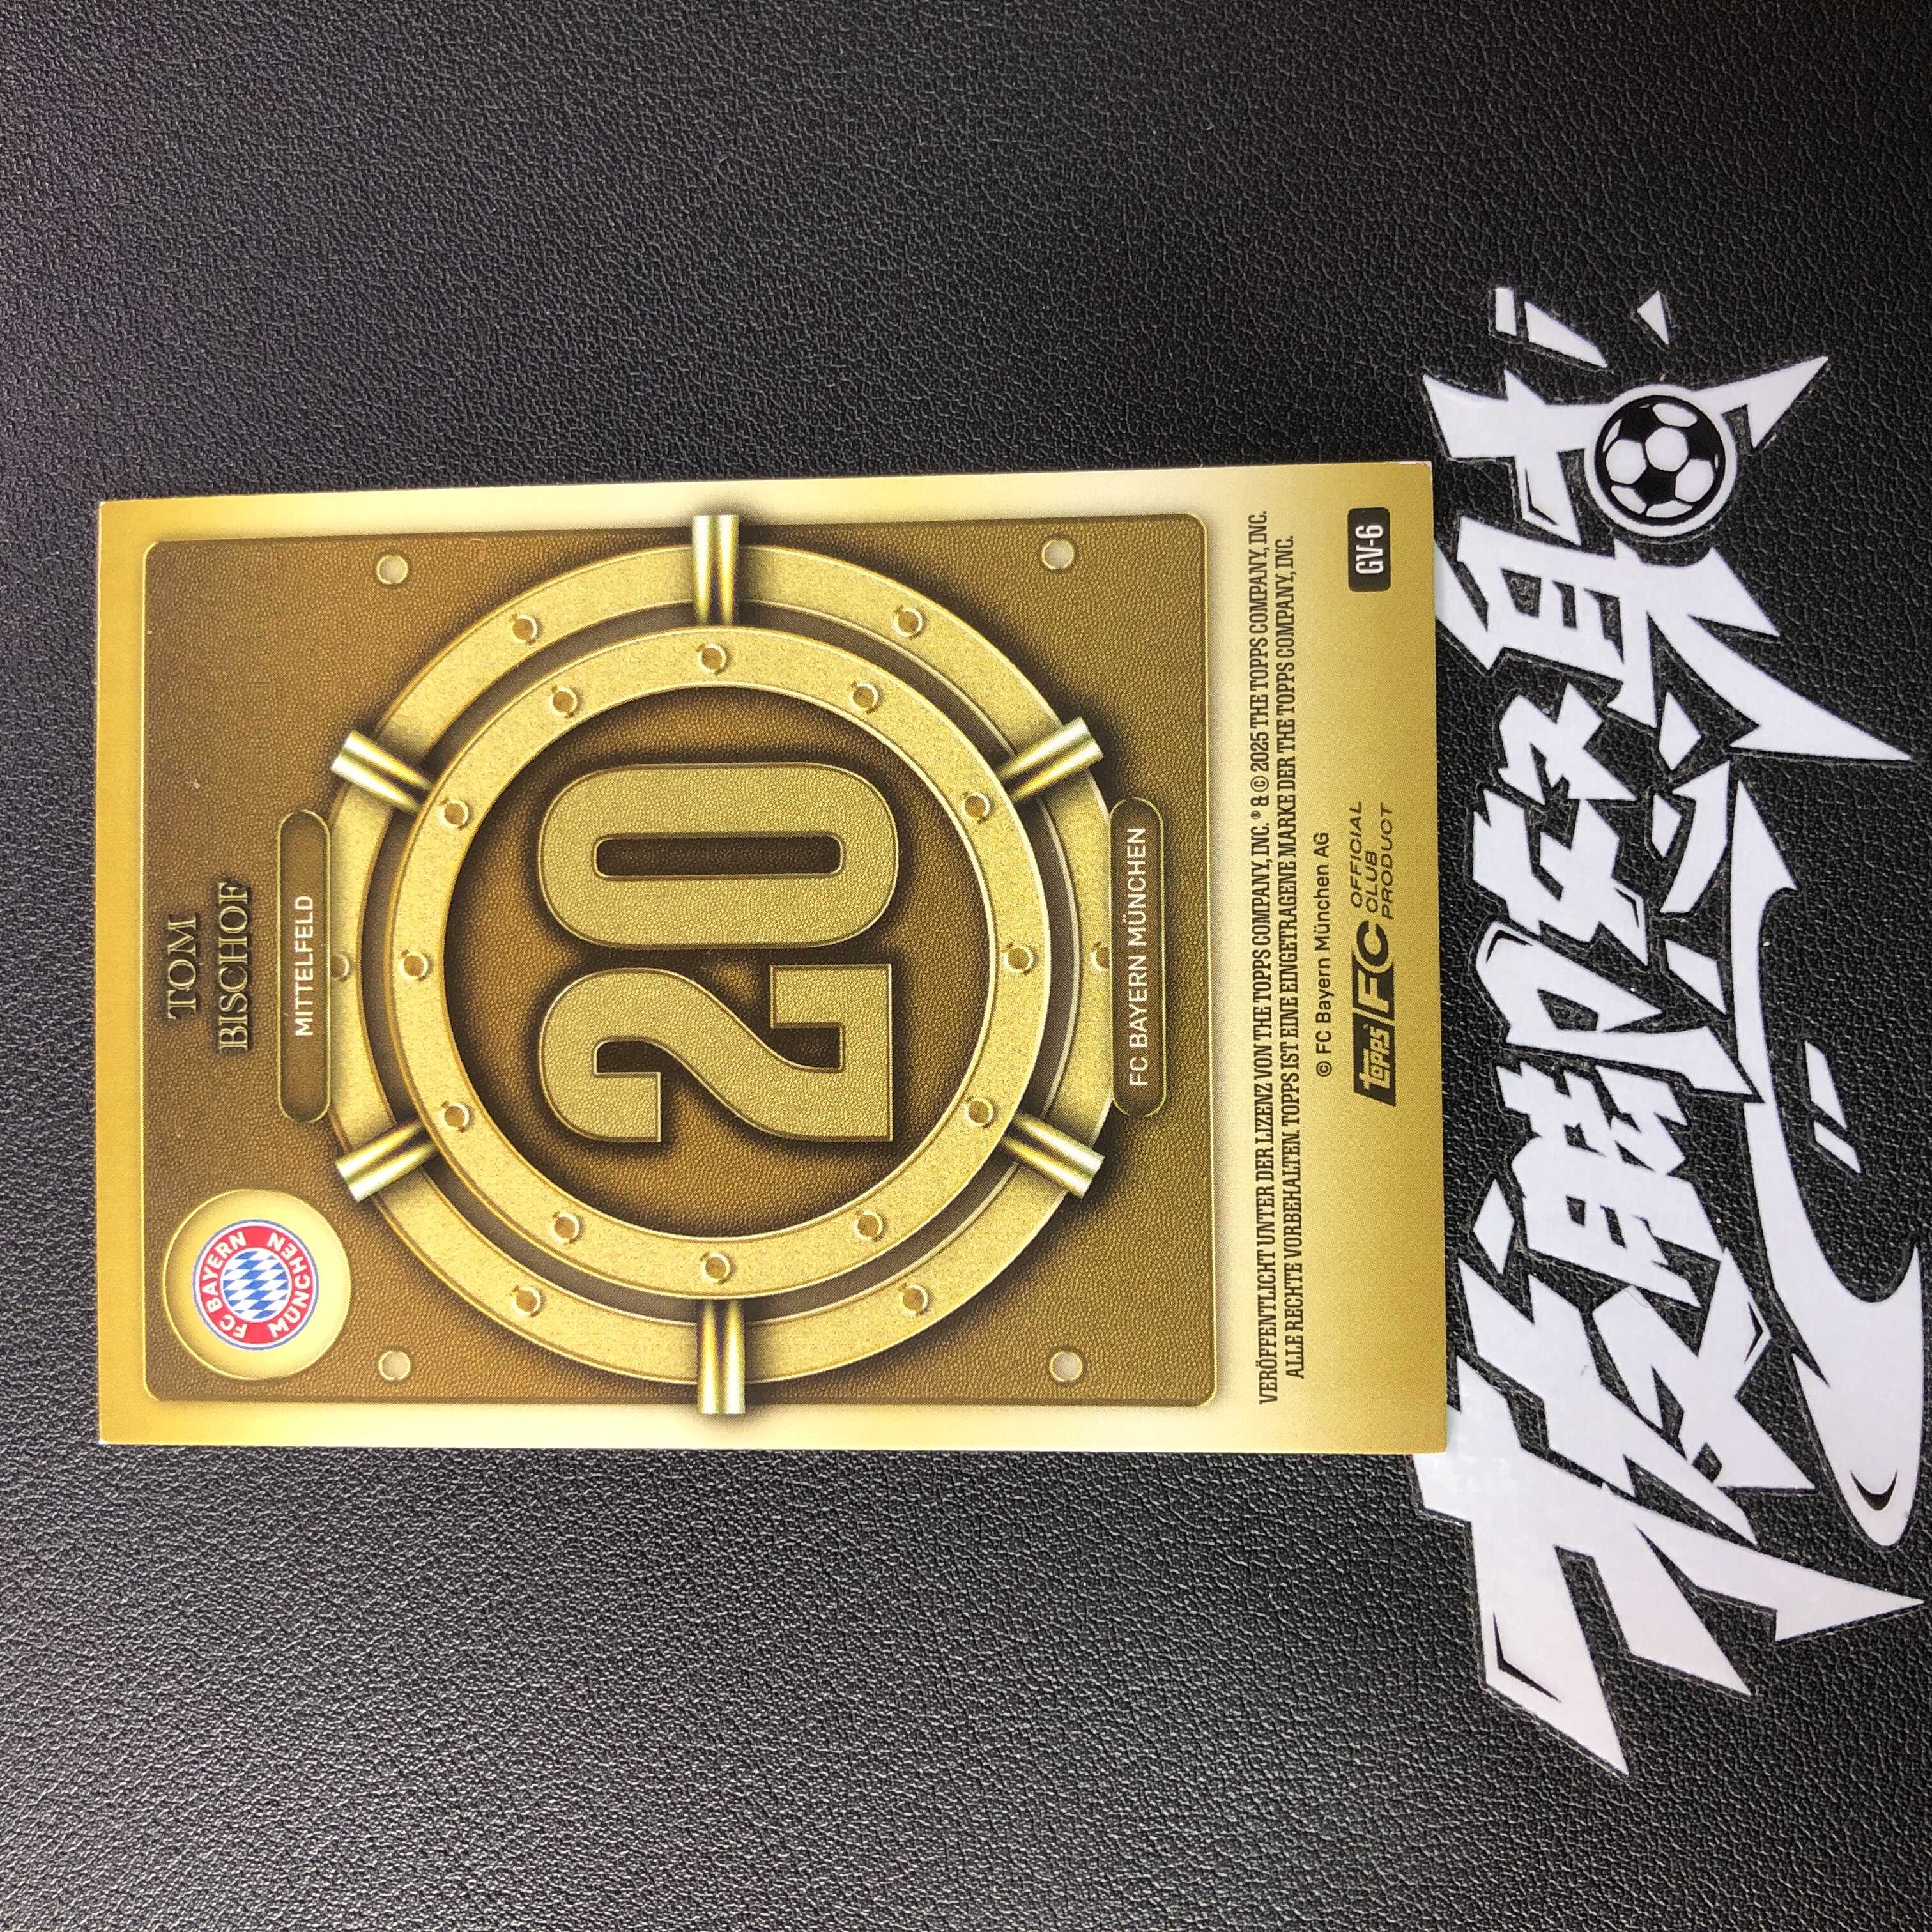 TOM
BISCHOF
MITTELFELD
FC BAYERN MÜNCHEN
20
FC BAYERN MÜNCHEN
VERÖFFENTLICHT UNTER DER LIZENZ VON THE TOPPS COMPANY, INC. ® & © 2025 THE TOPPS COMPANY, INC.
ALLE RECHTE VORBEHALTEN TOPPS IST EINE EINGETRAGENE MARKE DER THE TOPPS COMPANY, INC.
© FC Bayern München AG
topps FC OFFICIAL
CLUB
PRODUCT
GV-6